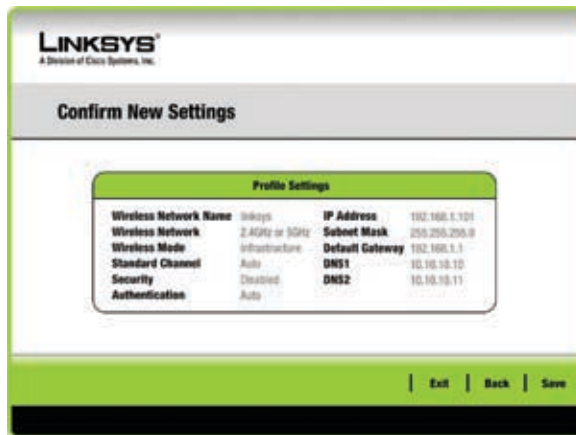 LINKSYS®
A Division of Cisco Systems, Inc.
Confirm New Settings
Profile Settings
Wireless Network Name linksys
Wireless Network 2.4GHz or 5GHz
Wireless Mode Infrastructure
Standard Channel Auto
Security Disabled
Authentication Auto
IP Address 192.168.1.101
Subnet Mask 255.255.255.0
Default Gateway 192.168.1.1
DNS1 10.10.10.10
DNS2 10.10.10.11
Exit Back Save